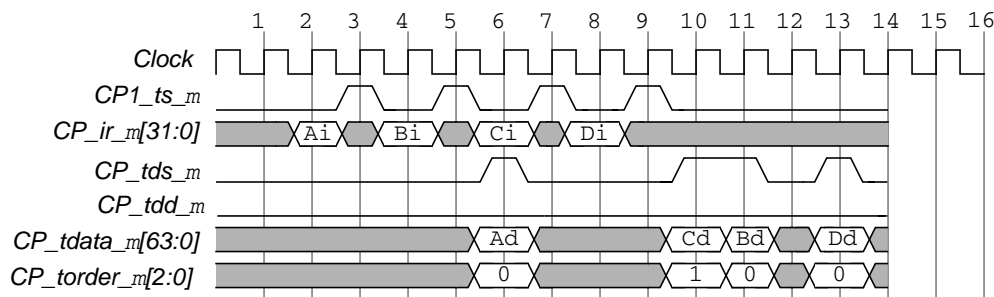 1 2 3 4 5 6 7 8 9 10 11 12 13 14 15 16
Clock
CP1_ts_m
CP_ir_m[31:0] Ai Bi Ci Di
CP_tds_m
CP_tdd_m
CP_tdata_m[63:0] Ad Cd Bd Dd
CP_torder_m[2:0] 0 1 0 0